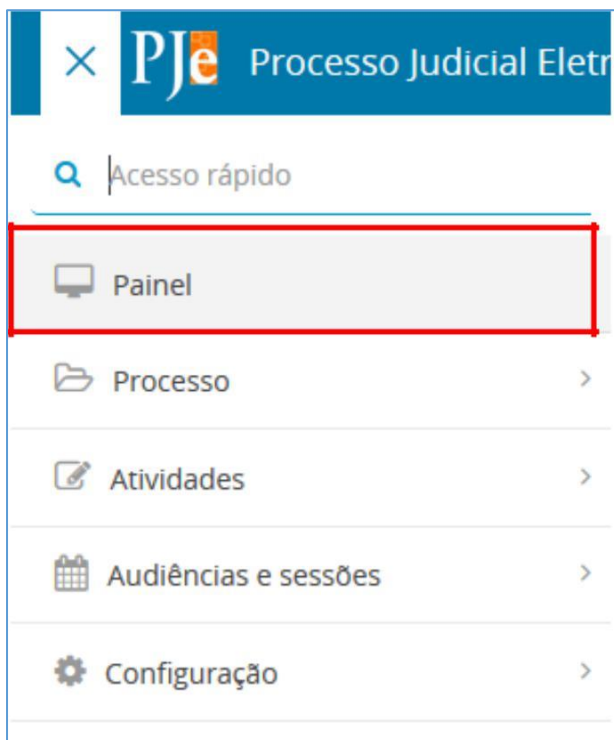 PJe Processo Judicial Eletr
Acesso rápido
Painel
Processo
Atividades
Audiências e sessões
Configuração